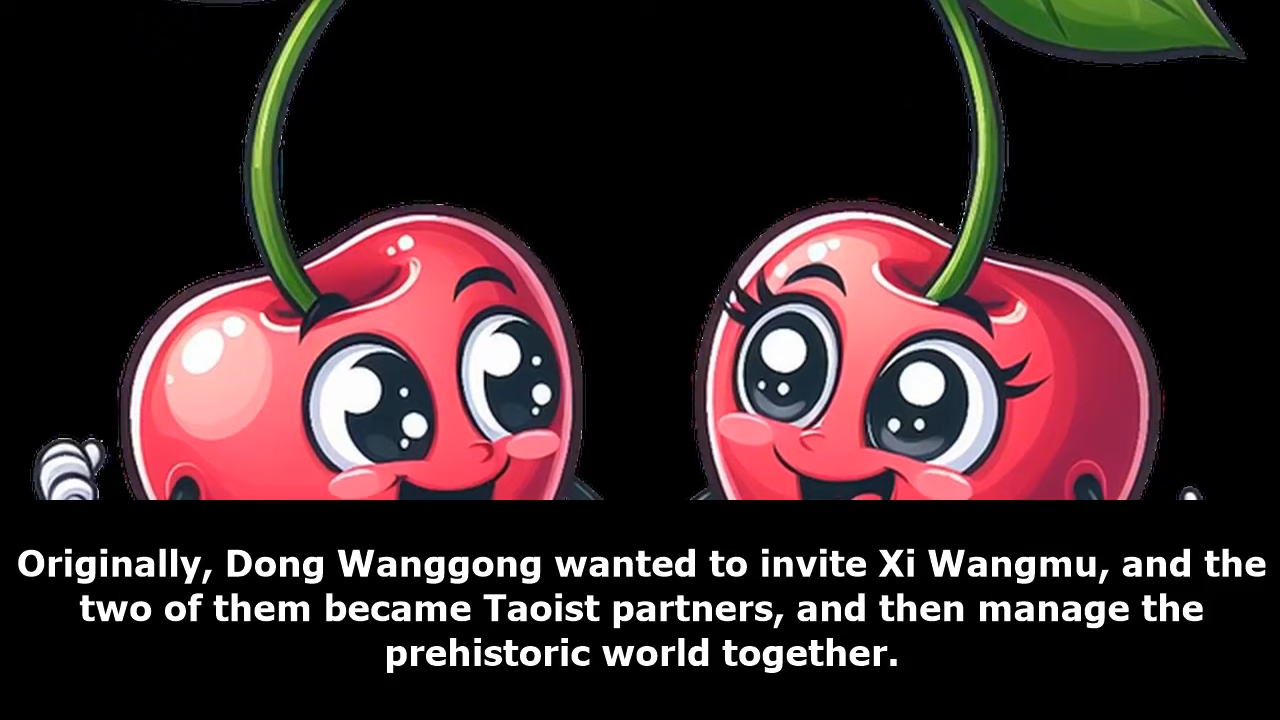 Originally, Dong Wanggong wanted to invite Xi Wangmu, and the
two of them became Taoist partners, and then manage the
prehistoric world together.